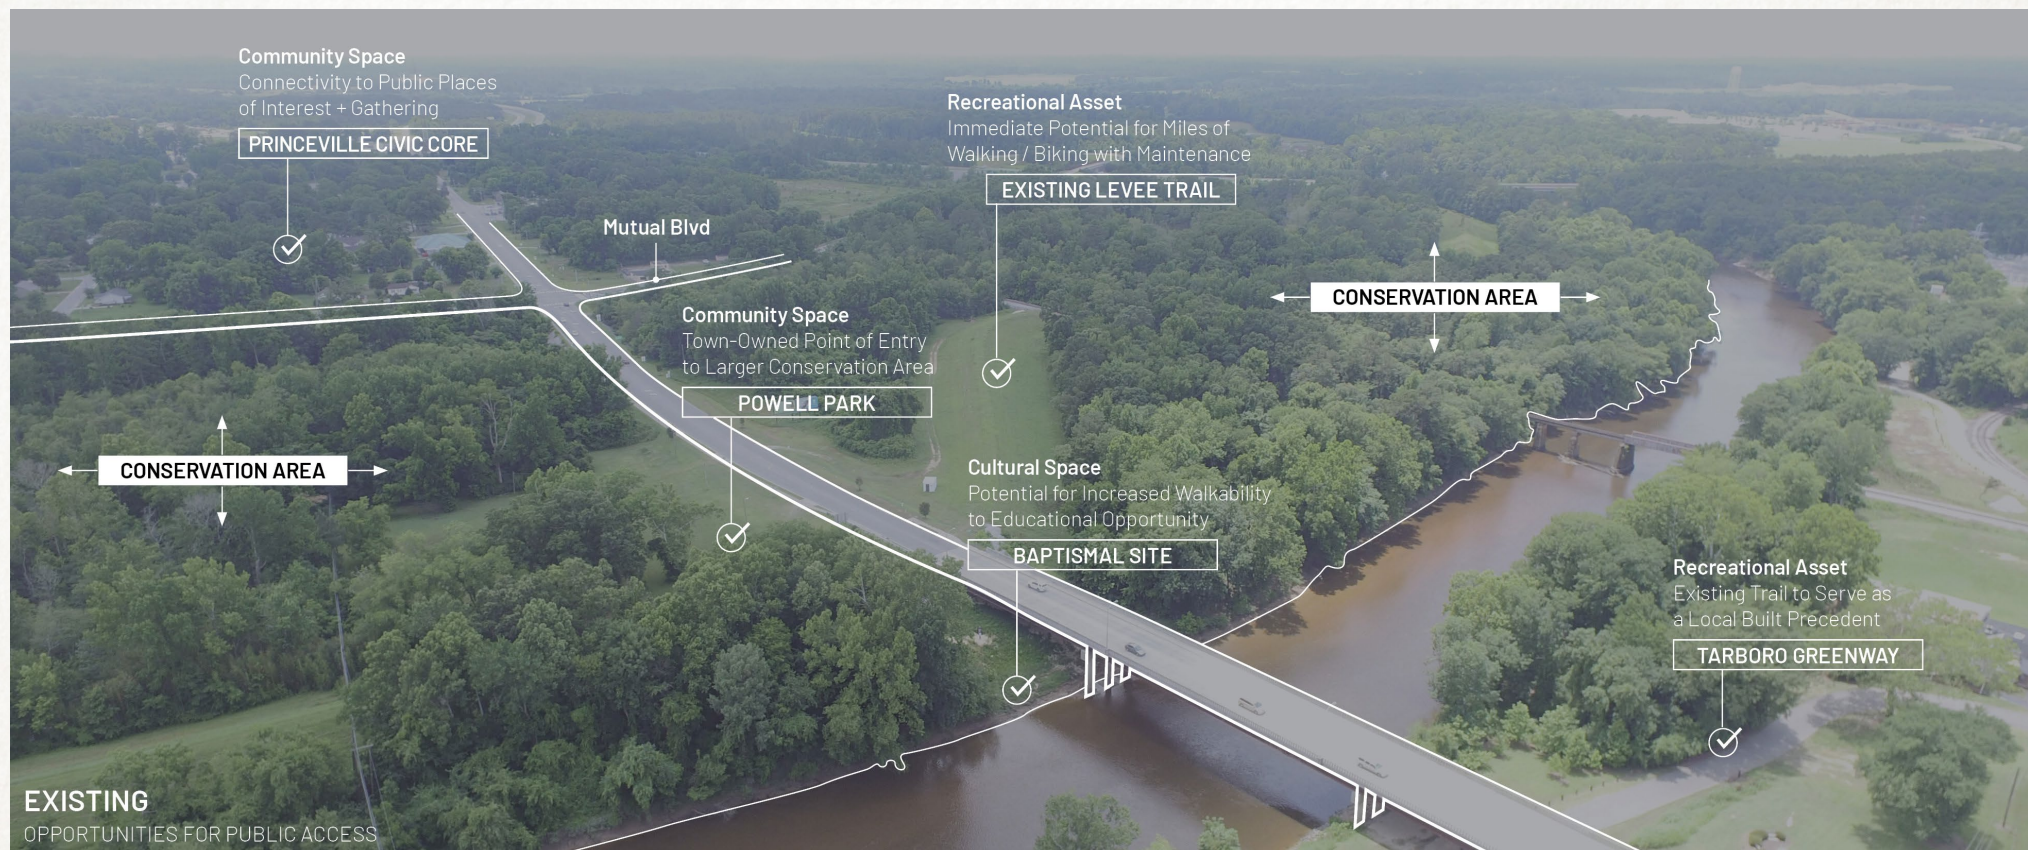 Community Space
Connectivity to Public Places
of Interest + Gathering
PRINCEVILLE CIVIC CORE
Recreational Asset
Immediate Potential for Miles of
Walking / Biking with Maintenance
EXISTING LEVEE TRAIL
Mutual Blvd
CONSERVATION AREA
Community Space
Town-Owned Point of Entry
to Larger Conservation Area
POWELL PARK
CONSERVATION AREA
Cultural Space
Potential for Increased Walkability
to Educational Opportunity
BAPTISMAL SITE
Recreational Asset
Existing Trail to Serve as
a Local Built Precedent
TARBORO GREENWAY
EXISTING
OPPORTUNITIES FOR PUBLIC ACCESS